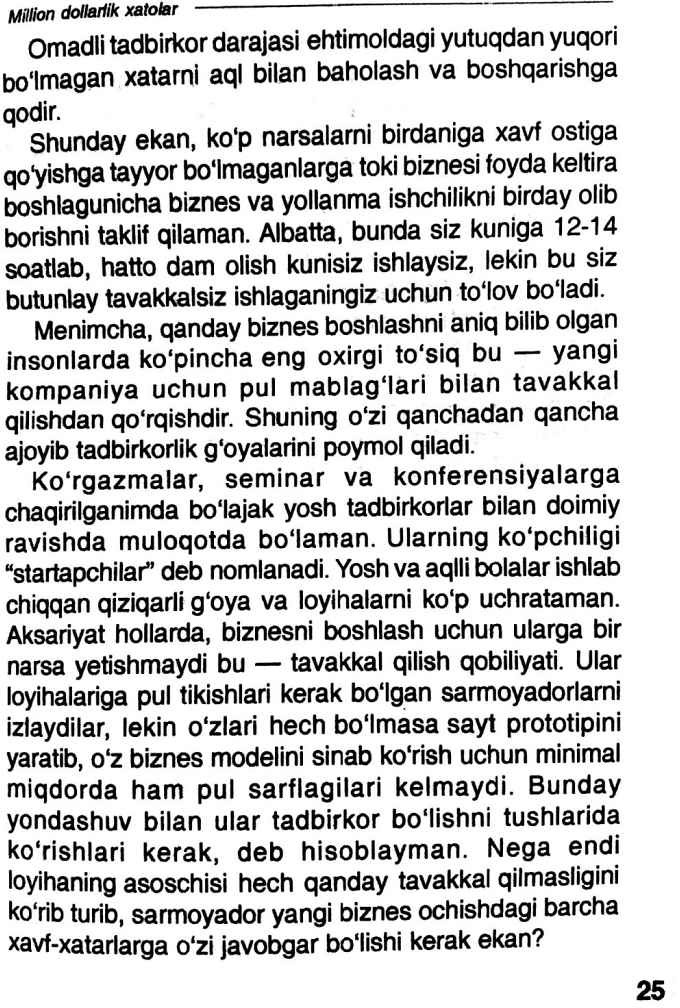 Million dollarlik xatolar
Omadli tadbirkor darajasi ehtimoldagi yutuqdan yuqori
bo‘lmagan xatarni aql bilan baholash va boshqarishga
qodir.
Shunday ekan, ko‘p narsalarni birdaniga xavf ostiga
qo‘yishga tayyor bo‘lmaganlarga toki biznesi foyda keltira
boshlagunicha biznes va yollanma ishchilikni birday olib
borishni taklif qilaman. Albatta, bunda siz kuniga 12-14
soatlab, hatto dam olish kunisiz ishlaysiz, lekin bu siz
butunlay tavakkalsiz ishlaganingiz uchun to‘lov bo‘ladi.
Menimcha, qanday biznes boshlashni aniq bilib olgan
insonlarda ko‘pincha eng oxirgi to‘siq bu — yangi
kompaniya uchun pul mablag‘lari bilan tavakkal
qilishdan qo‘rqishdir. Shuning o‘zi qanchadan qancha
ajoyib tadbirkorlik g‘oyalarini poymol qiladi.
Ko‘rgazmalar, seminar va konferensiyalarga
chaqirilganimda bo‘lajak yosh tadbirkorlar bilan doimiy
ravishda muloqotda bo‘laman. Ularning ko‘pchiligi
“startapchilar” deb nomlanadi. Yosh va aqlli bolalar ishlab
chiqqan qiziqarli g‘oya va loyihalarni ko‘p uchrataman.
Aksariyat hollarda, biznesni boshlash uchun ularga bir
narsa yetishmaydi bu — tavakkal qilish qobiliyati. Ular
loyihalariga pul tikishlari kerak bo‘lgan sarmoyadorlarni
izlaydilar, lekin o‘zlari hech bo‘lmasa sayt prototipini
yaratib, o‘z biznes modelini sinab ko‘rish uchun minimal
miqdorda ham pul sarflagilari kelmaydi. Bunday
yondashuv bilan ular tadbirkor bo‘lishni tushlarida
ko‘rishlari kerak, deb hisoblayman. Nega endi
loyihaning asoschisi hech qanday tavakkal qilmasligini
ko‘rib turib, sarmoyador yangi biznes ochishdagi barcha
xavf-xatarlarga o‘zi javobgar bo‘lishi kerak ekan?
25